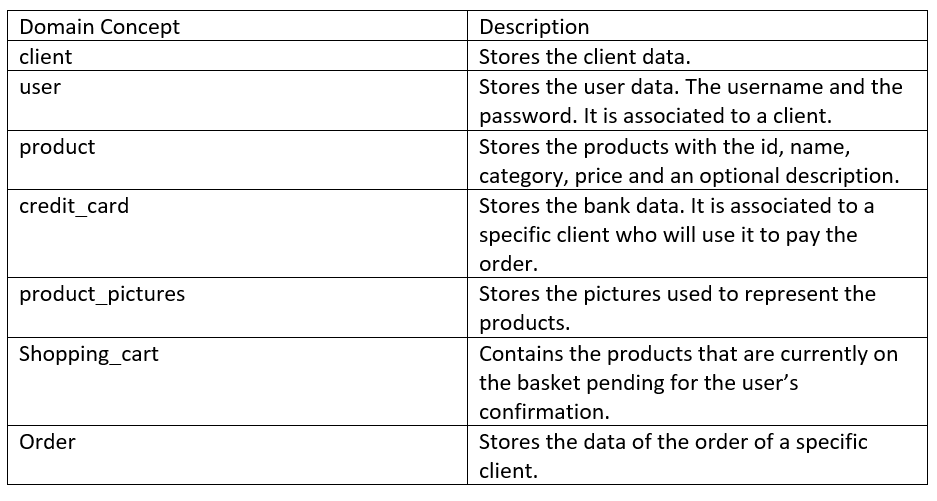 Domain Concept
Description
client
Stores the client data.
user
Stores the user data. The username and the
password. It is associated to a client.
product
Stores the products with the id, name,
category, price and an optional description.
credit_card
Stores the bank data. It is associated to a
specific client who will use it to pay the
order.
product_pictures
Stores the pictures used to represent the
products.
Shopping_cart
Contains the products that are currently on
the basket pending for the user’s
confirmation.
Order
Stores the data of the order of a specific
client.